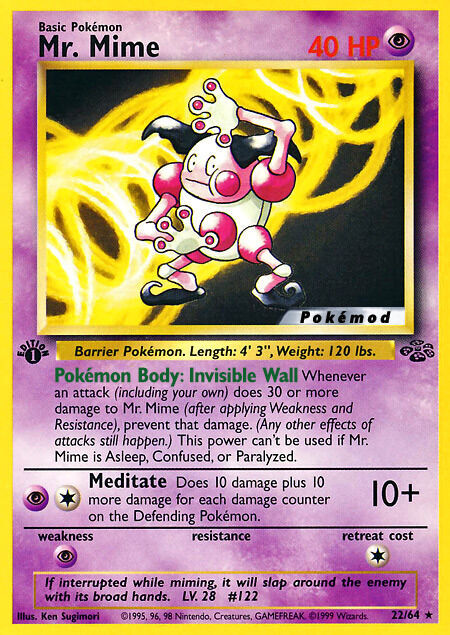 Basic Pokémon
Mr. Mime 40 HP
Pokémod
EDITION 1
Barrier Pokémon. Length: 4' 3", Weight: 120 lbs.
Pokémon Body: Invisible Wall Whenever
an attack (including your own) does 30 or more
damage to Mr. Mime (after applying Weakness and
Resistance), prevent that damage. (Any other effects of
attacks still happen.) This power can't be used if Mr.
Mime is Asleep, Confused, or Paralyzed.
Meditate Does 10 damage plus 10
more damage for each damage counter
on the Defending Pokémon.
10+
weakness resistance retreat cost
If interrupted while miming, it will slap around the enemy
with its broad hands. LV. 28 #122
Illus. Ken Sugimori ©1995, 96, 98 Nintendo, Creatures, GAMEFREAK. ©1999 Wizards. 22/64 ★